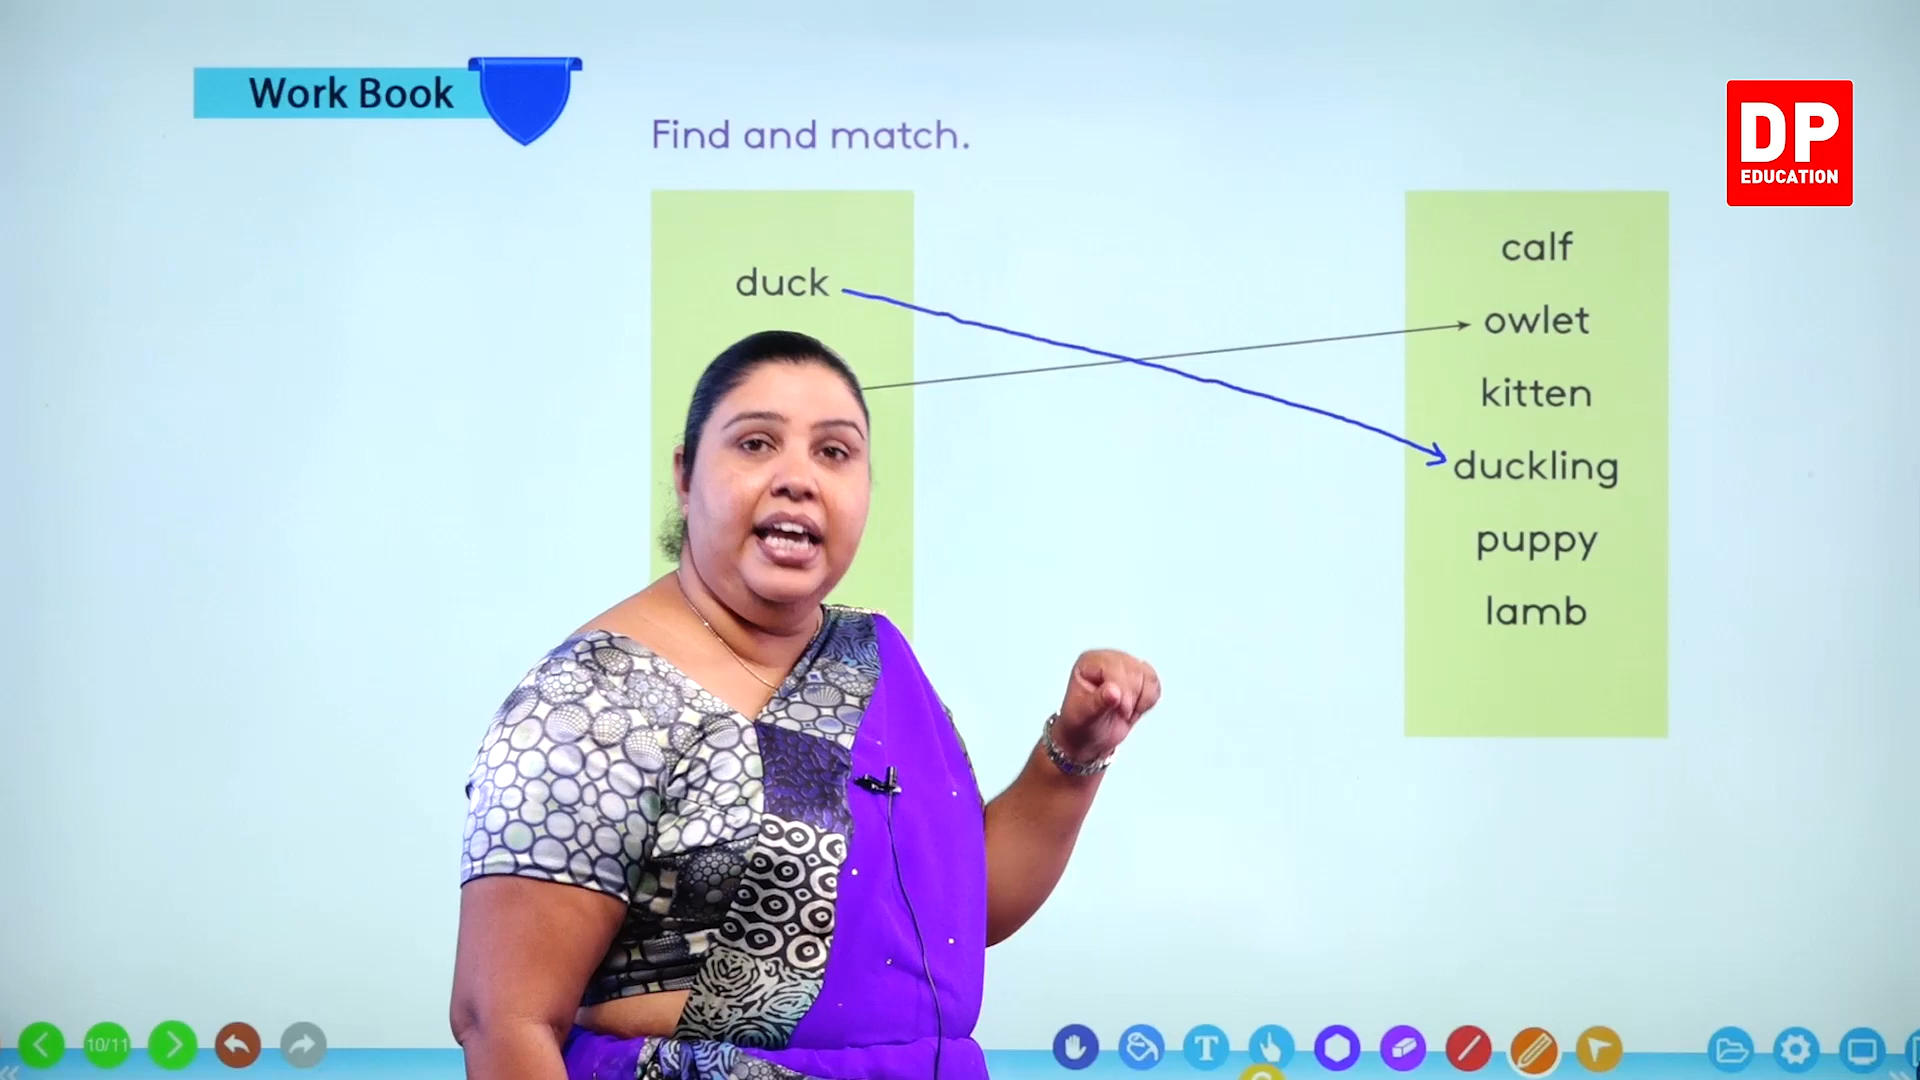 Work Book
Find and match.
DP
EDUCATION
duck
calf
owlet
kitten
duckling
puppy
lamb
10/11
T